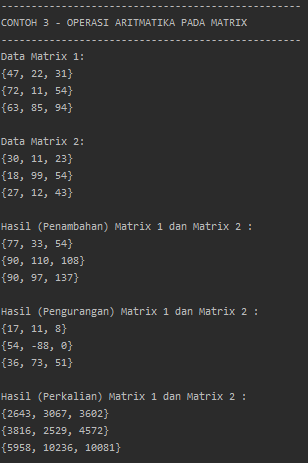 --------------------------------------------------
CONTOH 3 - OPERASI ARITMATIKA PADA MATRIX
--------------------------------------------------
Data Matrix 1:
{47, 22, 31}
{72, 11, 54}
{63, 85, 94}
Data Matrix 2:
{30, 11, 23}
{18, 99, 54}
{27, 12, 43}
Hasil (Penambahan) Matrix 1 dan Matrix 2 :
{77, 33, 54}
{90, 110, 108}
{90, 97, 137}
Hasil (Pengurangan) Matrix 1 dan Matrix 2 :
{17, 11, 8}
{54, -88, 0}
{36, 73, 51}
Hasil (Perkalian) Matrix 1 dan Matrix 2 :
{2643, 3067, 3602}
{3816, 2529, 4572}
{5958, 10236, 10081}